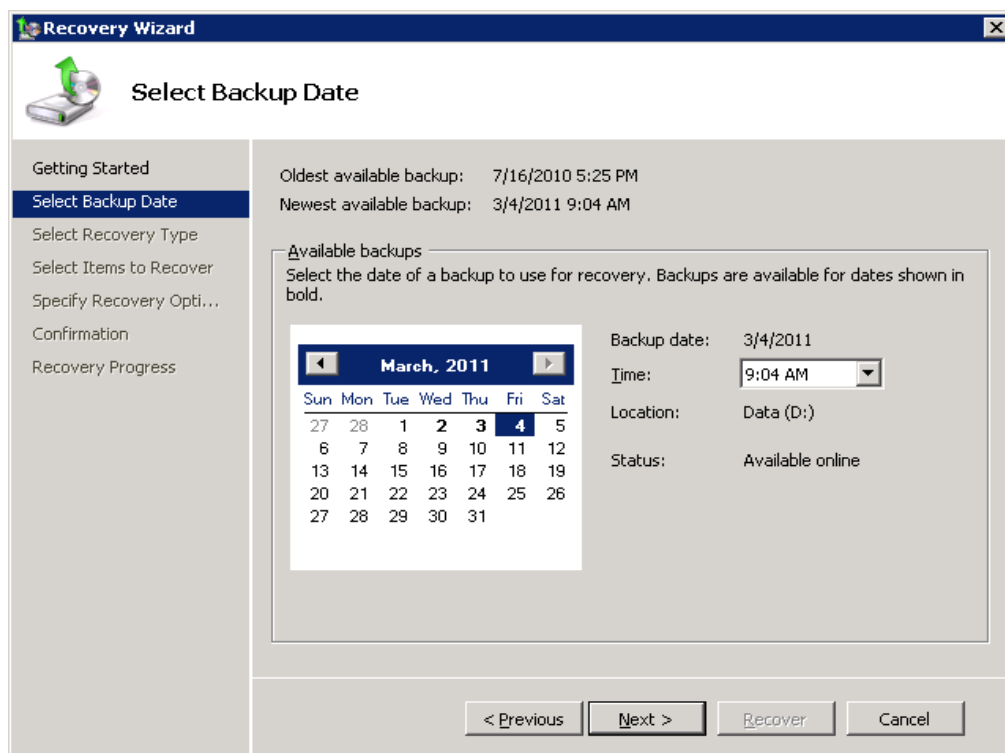 Recovery Wizard
Select Backup Date
Getting Started
Select Backup Date
Select Recovery Type
Select Items to Recover
Specify Recovery Opti...
Confirmation
Recovery Progress
Oldest available backup: 7/16/2010 5:25 PM
Newest available backup: 3/4/2011 9:04 AM
Available backups
Select the date of a backup to use for recovery. Backups are available for dates shown in
bold.
March, 2011
Sun Mon Tue Wed Thu Fri Sat
27 28 1 2 3 4 5
6 7 8 9 10 11 12
13 14 15 16 17 18 19
20 21 22 23 24 25 26
27 28 29 30 31
Backup date: 3/4/2011
Time: 9:04 AM
Location: Data (D:)
Status: Available online
< Previous Next > Recover Cancel